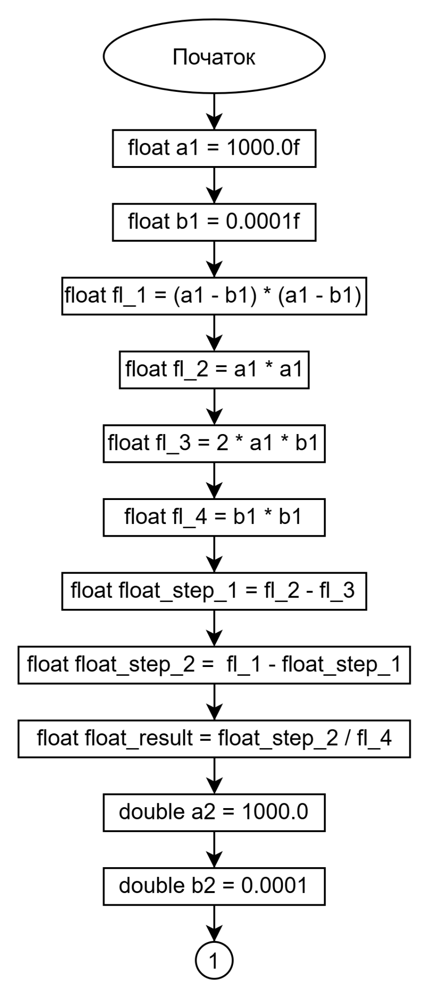 Початок
float a1 = 1000.0f
float b1 = 0.0001f
float fl_1 = (a1 - b1) * (a1 - b1)
float fl_2 = a1 * a1
float fl_3 = 2 * a1 * b1
float fl_4 = b1 * b1
float float_step_1 = fl_2 - fl_3
float float_step_2 =  fl_1 - float_step_1
float float_result = float_step_2 / fl_4
double a2 = 1000.0
double b2 = 0.0001
1